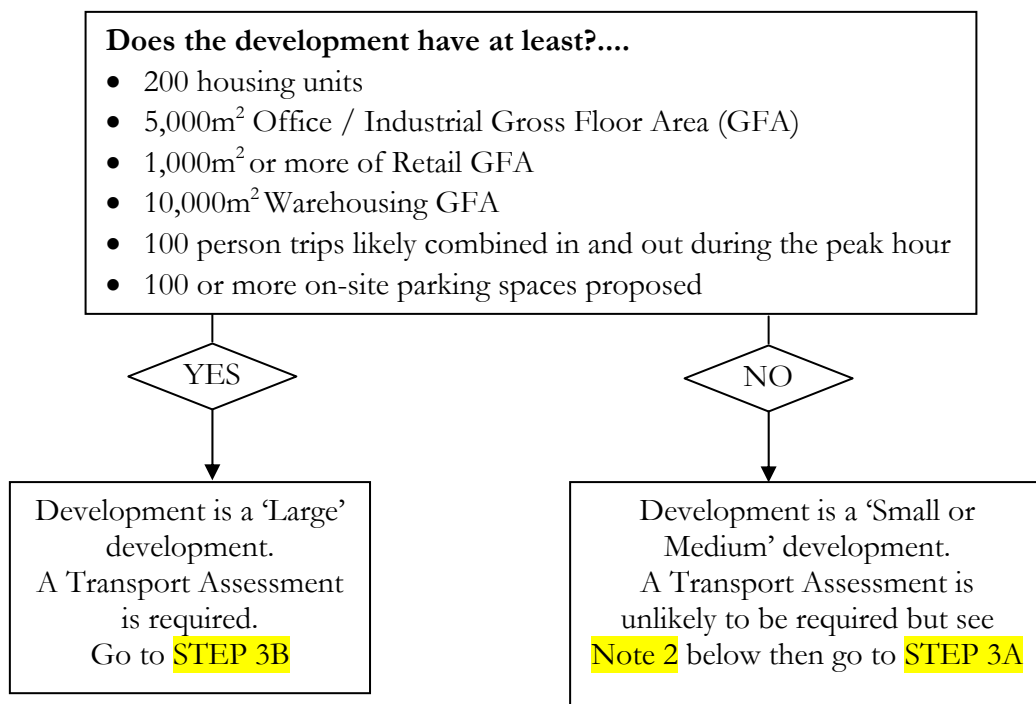 Does the development have at least?....
• 200 housing units
• 5,000m² Office / Industrial Gross Floor Area (GFA)
• 1,000m² or more of Retail GFA
• 10,000m² Warehousing GFA
• 100 person trips likely combined in and out during the peak hour
• 100 or more on-site parking spaces proposed
YES
NO
Development is a ‘Large’
development.
A Transport Assessment
is required.
Go to STEP 3B
Development is a ‘Small or
Medium’ development.
A Transport Assessment is
unlikely to be required but see
Note 2 below then go to STEP 3A